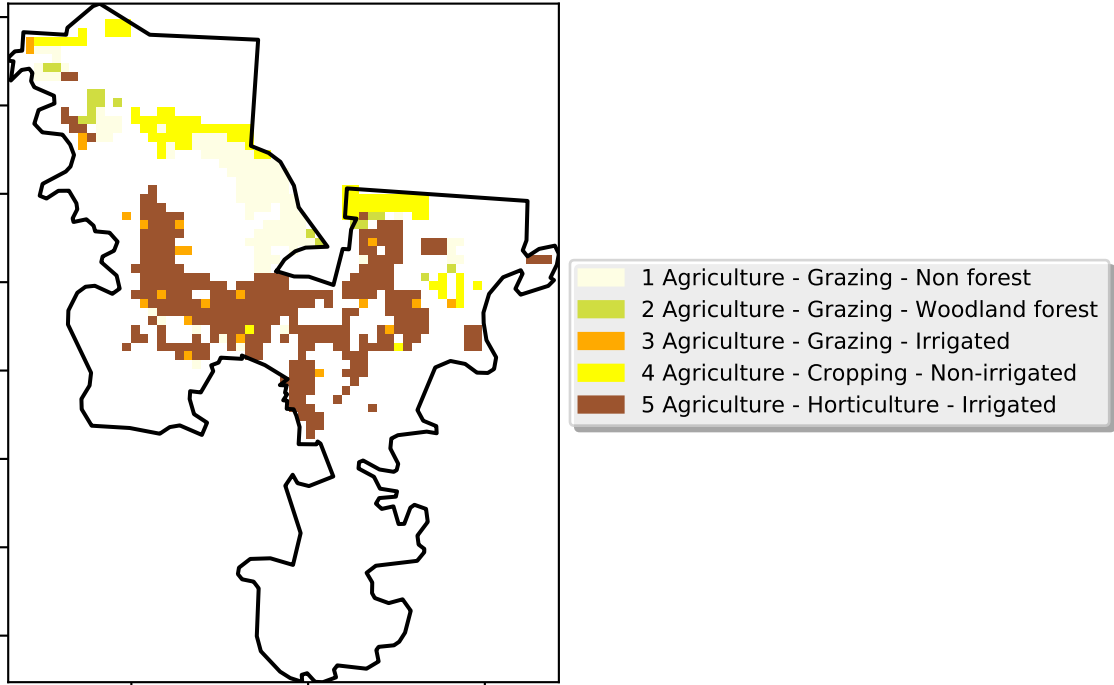 1 Agriculture - Grazing - Non forest
2 Agriculture - Grazing - Woodland forest
3 Agriculture - Grazing - Irrigated
4 Agriculture - Cropping - Non-irrigated
5 Agriculture - Horticulture - Irrigated